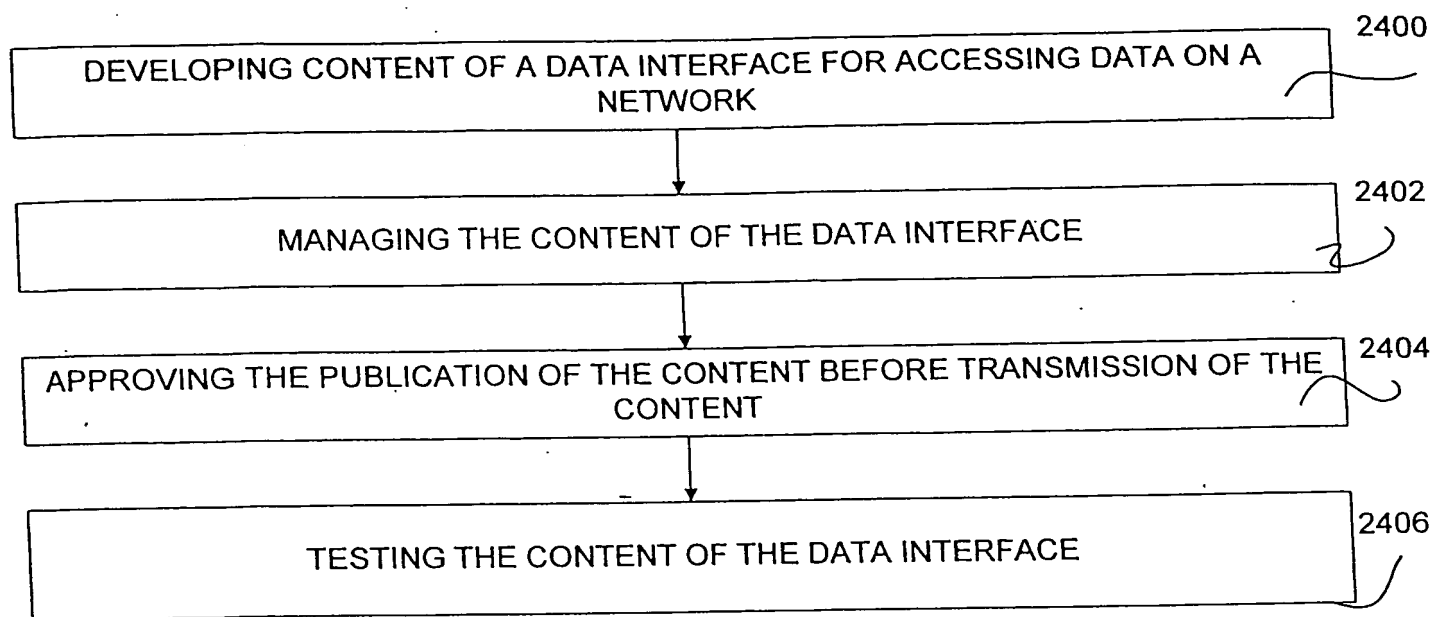 2400
DEVELOPING CONTENT OF A DATA INTERFACE FOR ACCESSING DATA ON A
NETWORK
2402
MANAGING THE CONTENT OF THE DATA INTERFACE
2404
APPROVING THE PUBLICATION OF THE CONTENT BEFORE TRANSMISSION OF THE
CONTENT
2406
TESTING THE CONTENT OF THE DATA INTERFACE